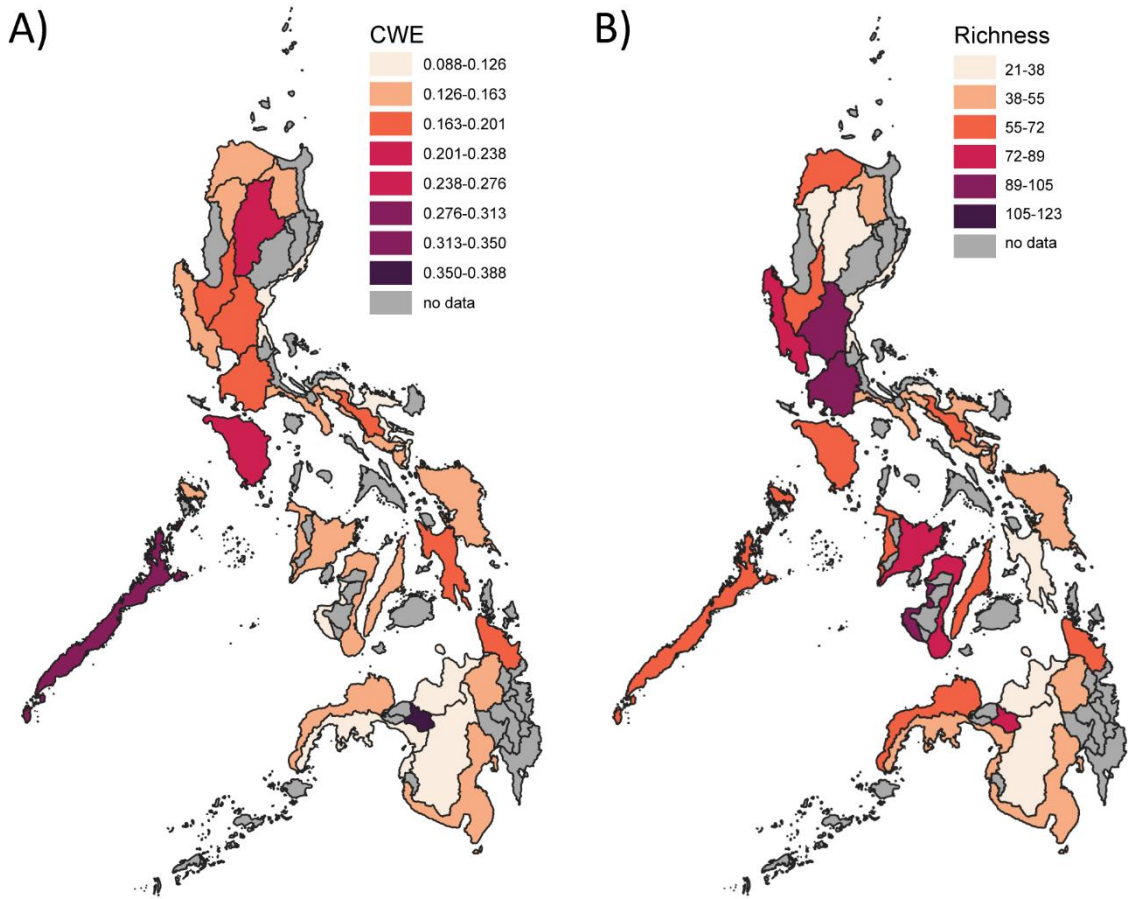 A)
CWE
0.088-0.126
0.126-0.163
0.163-0.201
0.201-0.238
0.238-0.276
0.276-0.313
0.313-0.350
0.350-0.388
no data
B)
Richness
21-38
38-55
55-72
72-89
89-105
105-123
no data